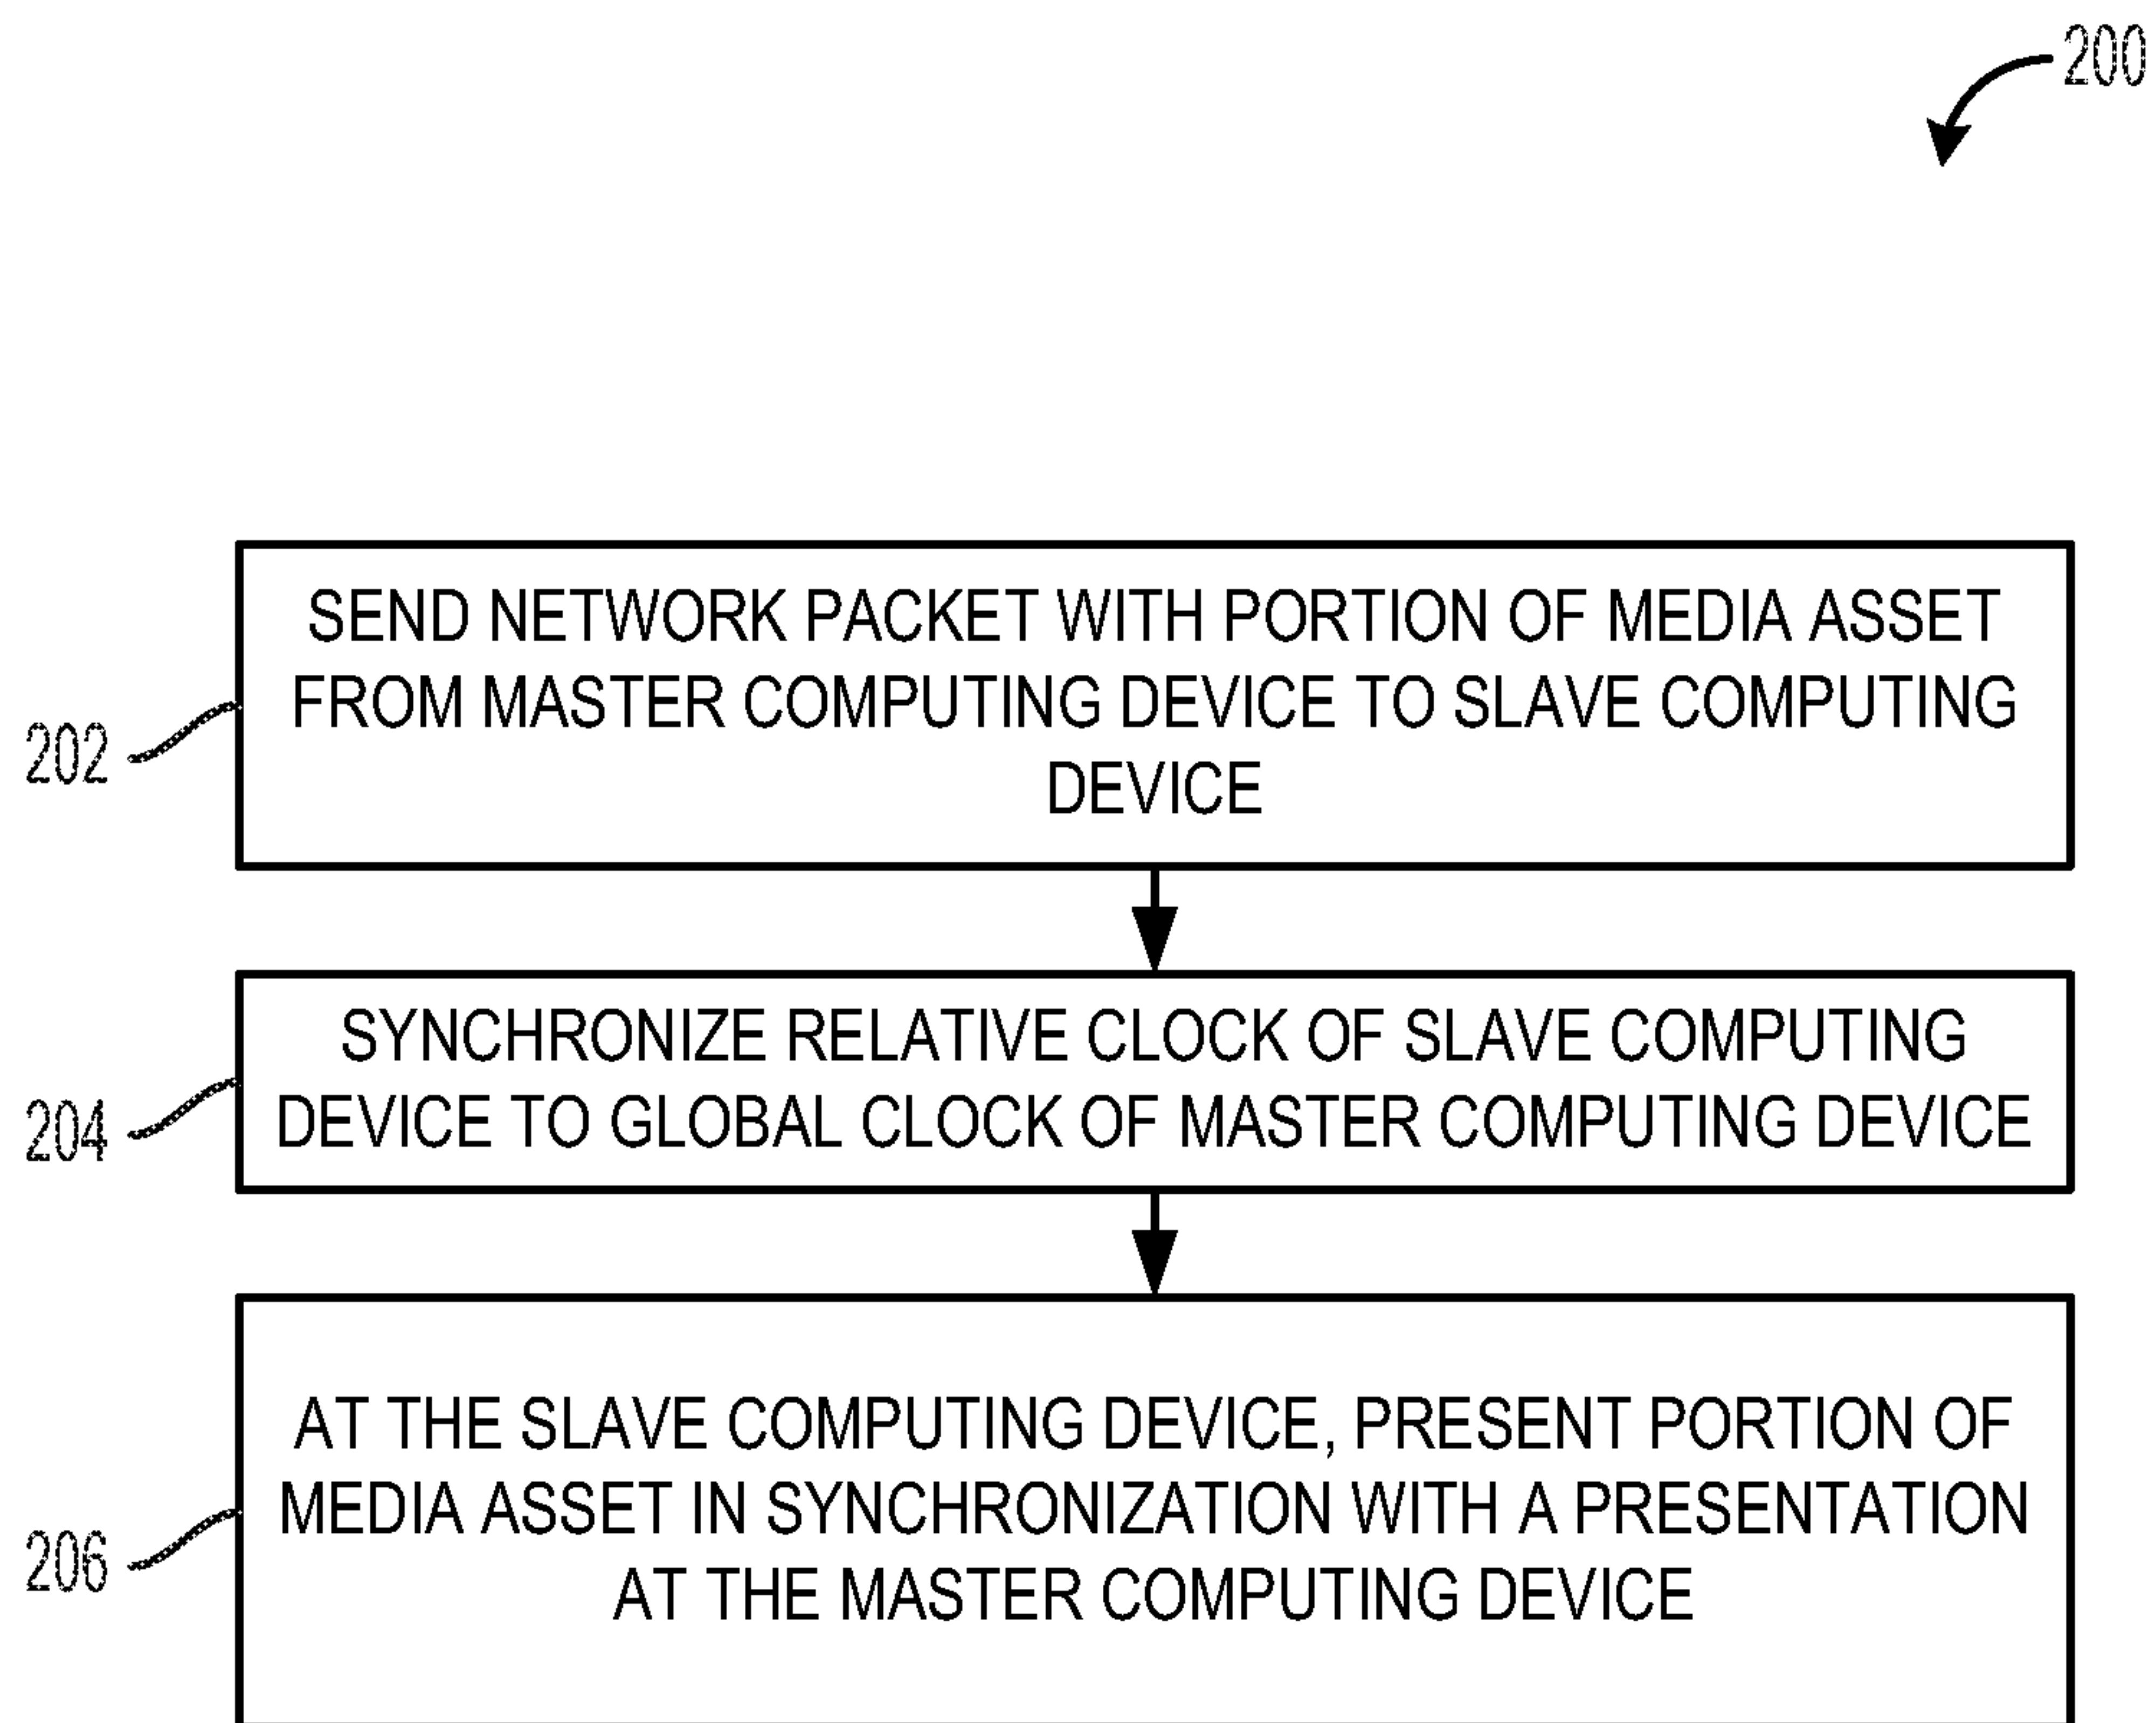 200
SEND NETWORK PACKET WITH PORTION OF MEDIA ASSET
FROM MASTER COMPUTING DEVICE TO SLAVE COMPUTING
DEVICE
202
SYNCHRONIZE RELATIVE CLOCK OF SLAVE COMPUTING
DEVICE TO GLOBAL CLOCK OF MASTER COMPUTING DEVICE
204
AT THE SLAVE COMPUTING DEVICE, PRESENT PORTION OF
MEDIA ASSET IN SYNCHRONIZATION WITH A PRESENTATION
AT THE MASTER COMPUTING DEVICE
206